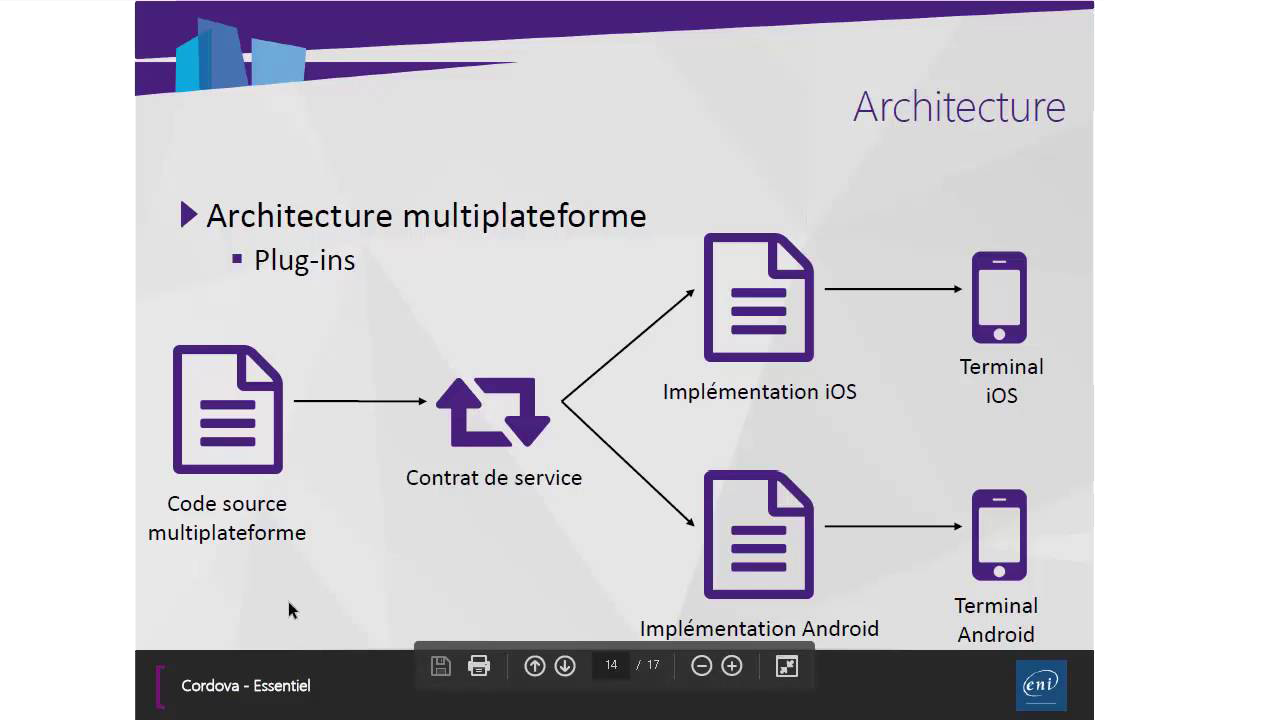 Architecture
Architecture multiplateforme
Plug-ins
Code source
multiplateforme
Contrat de service
Implémentation iOS
Terminal
iOS
Implémentation Android
Terminal
Android
14 / 17
Cordova - Essentiel
eni